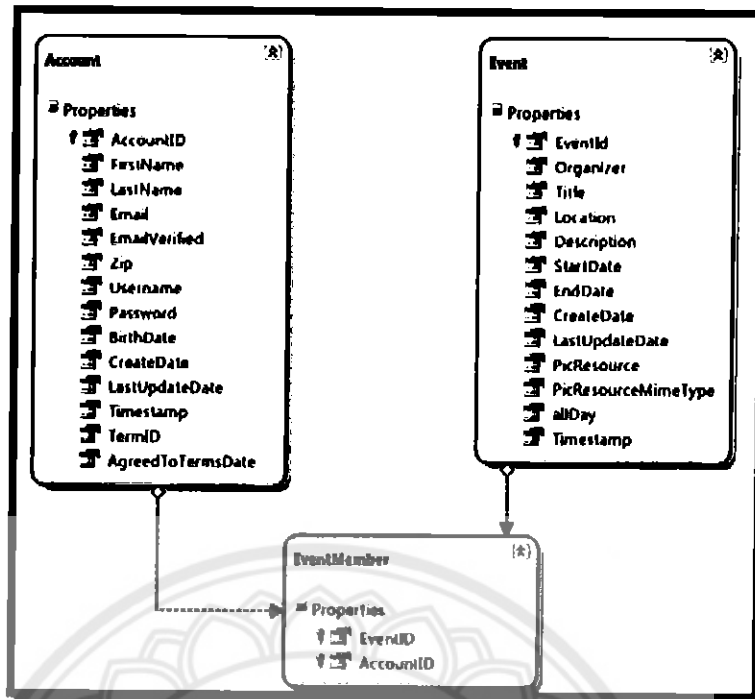 Account
Properties
AccountID
FirstName
LastName
Email
EmailVerified
Zip
Username
Password
BirthDate
CreateDate
LastUpdateDate
Timestamp
TermID
AgreedToTermsDate
Event
Properties
EventId
Organizer
Title
Location
Description
StartDate
EndDate
CreateDate
LastUpdateDate
PicResource
PicResourceMimeType
allDay
Timestamp
EventMember
Properties
EventID
AccountID